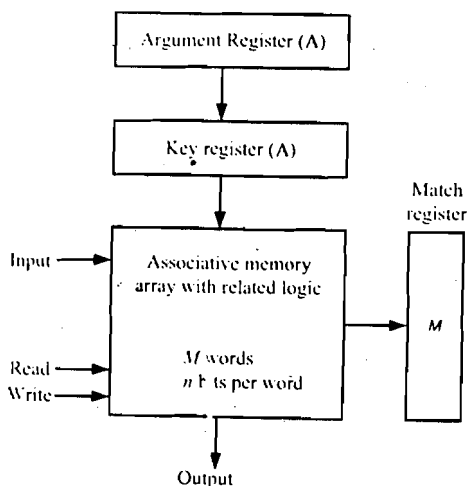 Argument Register (A)
Key register (A)
Match
register
Input
Associative memory
array with related logic
M
M words
Read
n bits per word
Write
Output